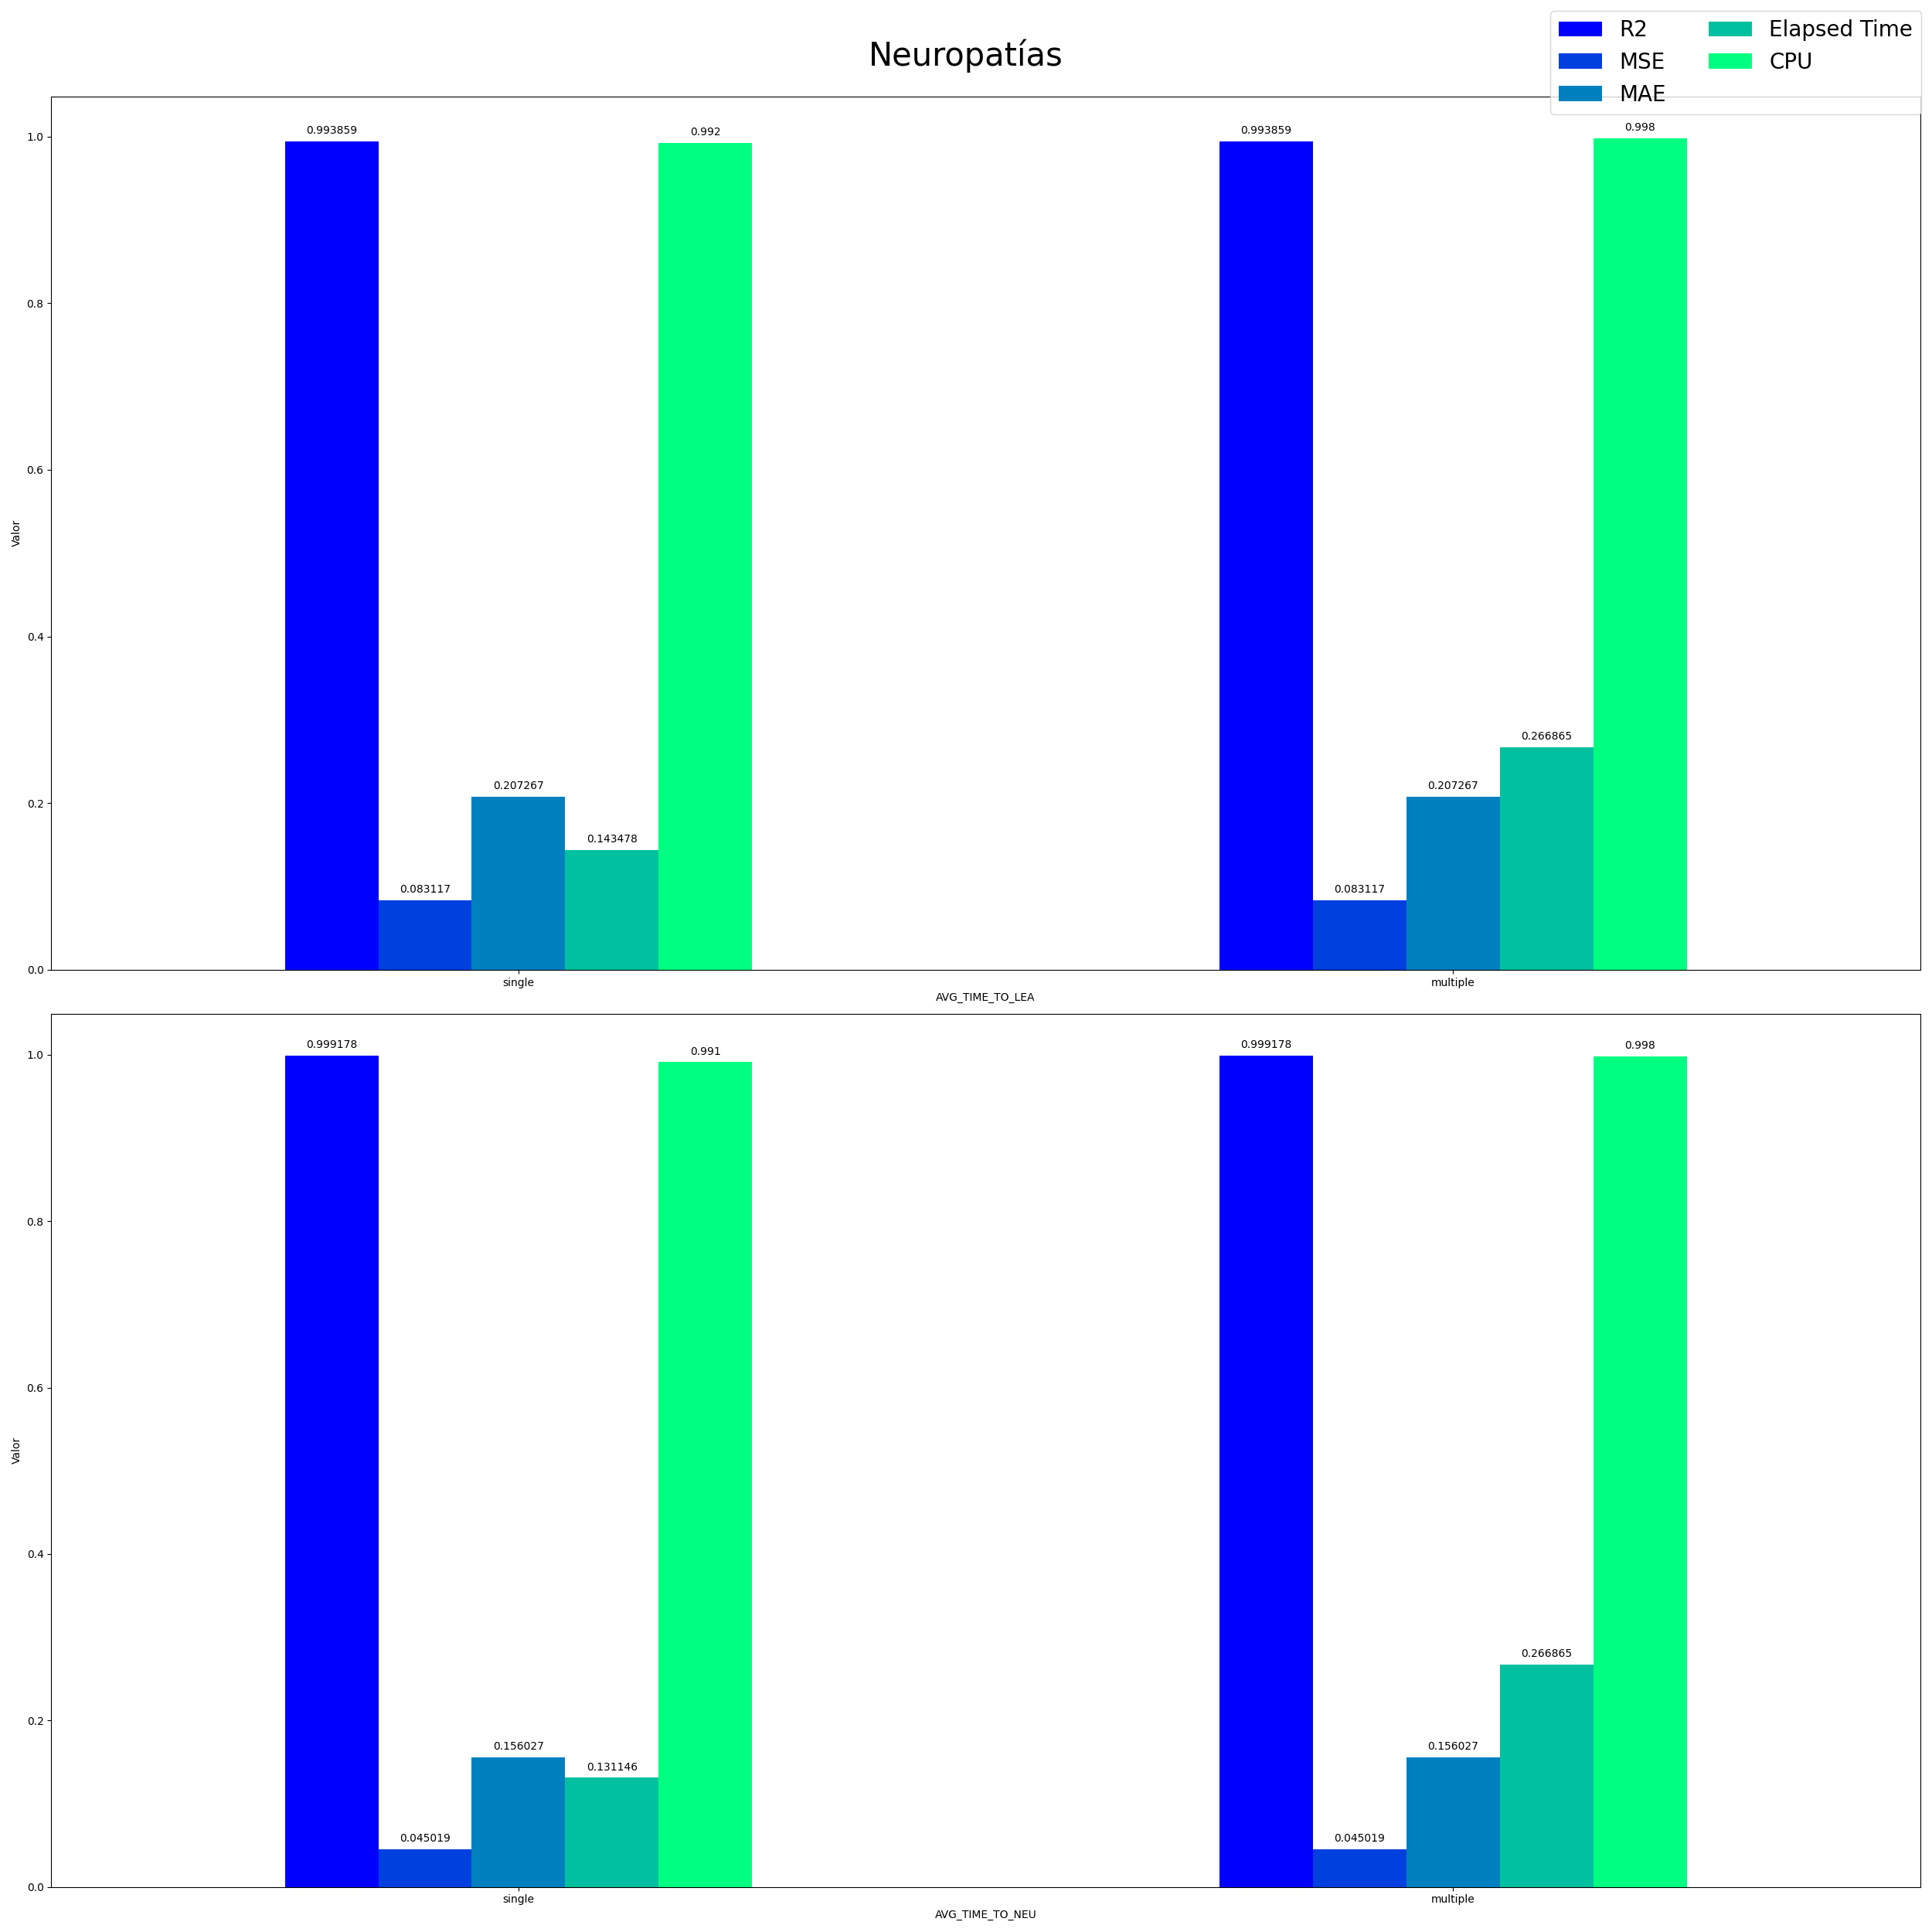 Neuropatías
R2
MSE
MAE
Elapsed Time
CPU
1.0
0.8
0.6
0.4
0.2
0.0
Valor
0.993859
0.083117
0.207267
0.143478
0.992
0.993859
0.083117
0.207267
0.266865
0.998
single
multiple
AVG_TIME_TO_LEA
1.0
0.8
0.6
0.4
0.2
0.0
Valor
0.999178
0.045019
0.156027
0.131146
0.991
0.999178
0.045019
0.156027
0.266865
0.998
single
multiple
AVG_TIME_TO_NEU